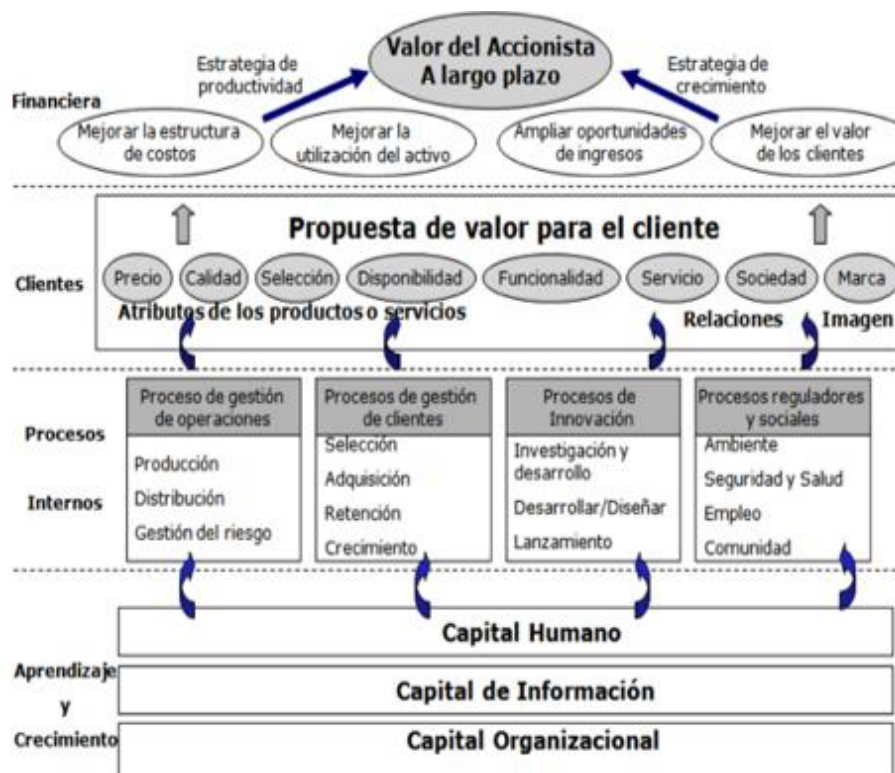 Valor del Accionista
A largo plazo
Estrategia de
productividad
Estrategia de
crecimiento
Financiera
Mejorar la estructura
de costos
Mejorar la
utilización del activo
Ampliar oportunidades
de ingresos
Mejorar el valor
de los clientes
Propuesta de valor para el cliente
Clientes
Precio
Calidad
Selección
Disponibilidad
Funcionalidad
Servicio
Sociedad
Marca
Atributos de los productos o servicios
Relaciones
Imagen
Procesos
Internos
Proceso de gestión
de operaciones
Producción
Distribución
Gestión del riesgo
Procesos de gestión
de clientes
Selección
Adquisición
Retención
Crecimiento
Procesos de
Innovación
Investigación y
desarrollo
Desarrollar/Diseñar
Lanzamiento
Procesos reguladores
y sociales
Ambiente
Seguridad y Salud
Empleo
Comunidad
Aprendizaje
y
Crecimiento
Capital Humano
Capital de Información
Capital Organizacional